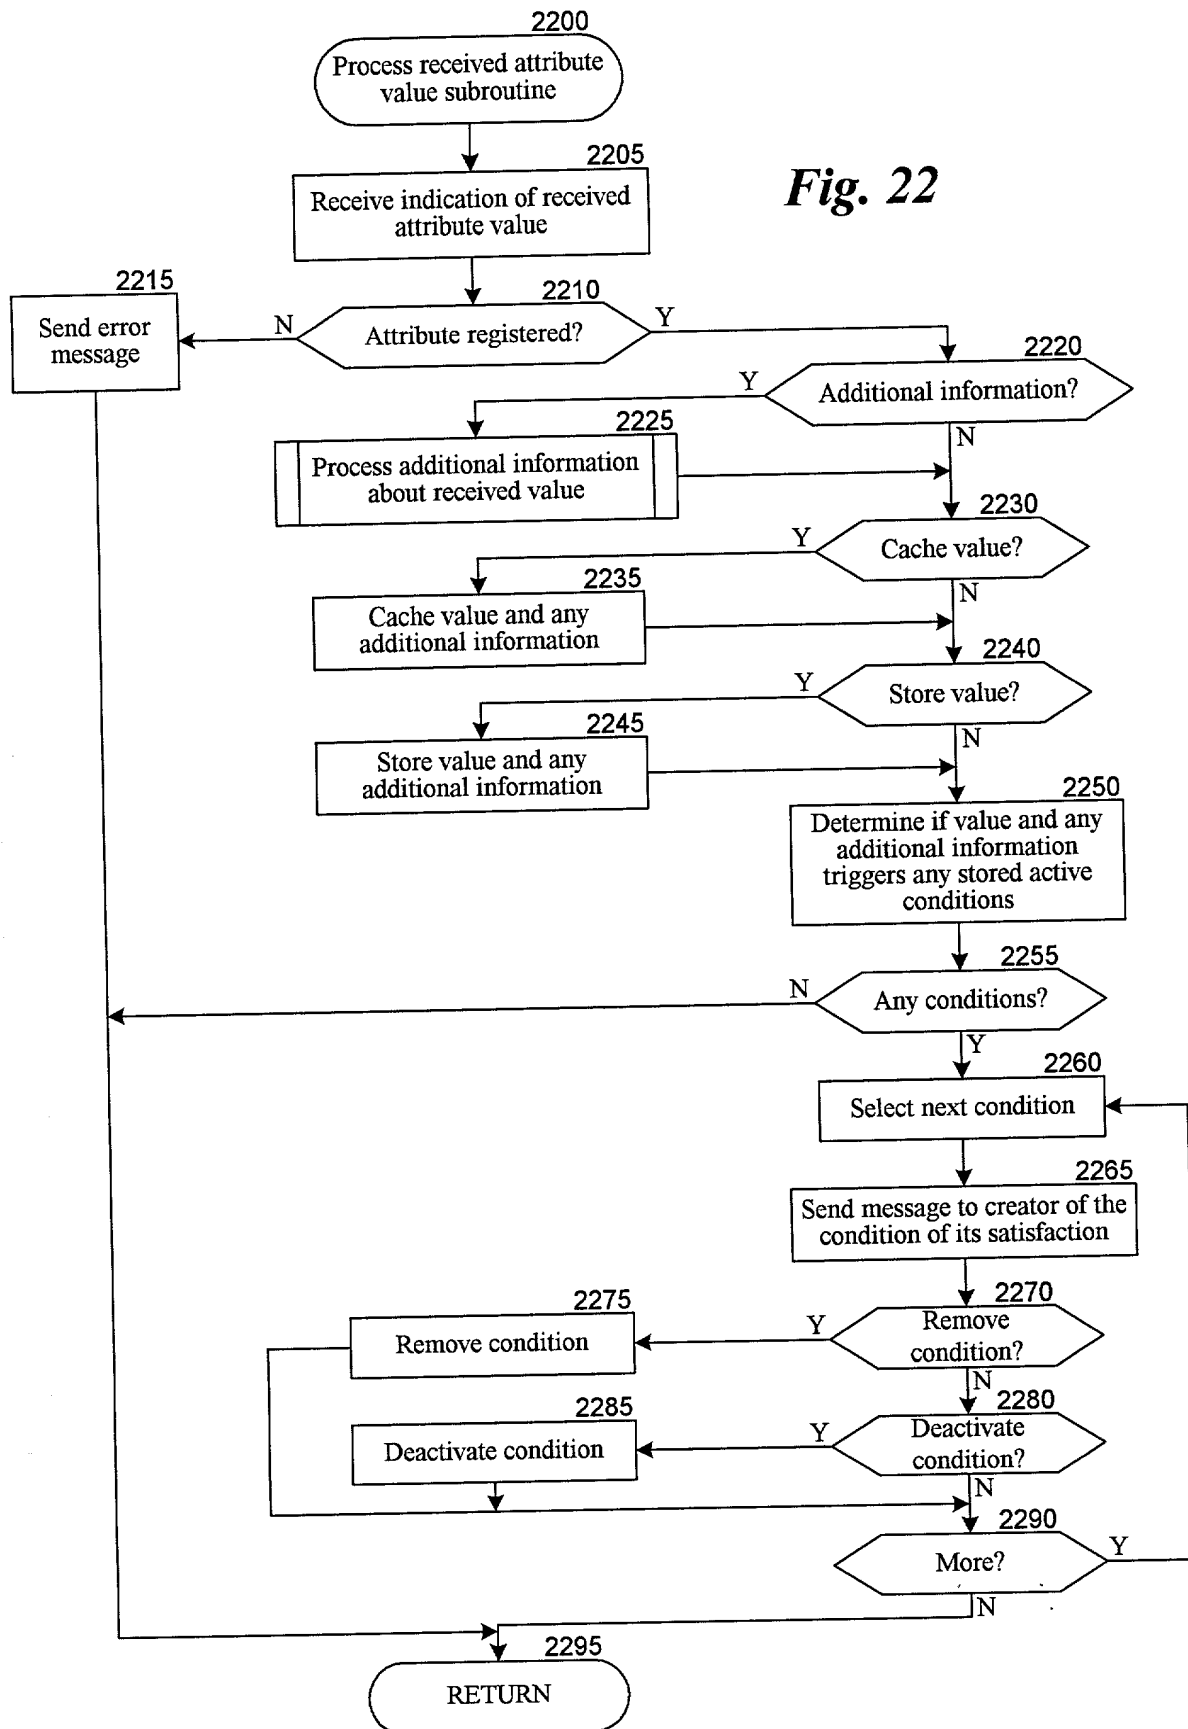 2200
Process received attribute
value subroutine
2205
Receive indication of received
attribute value
Fig. 22
2210
Attribute registered?
N
Y
2215
Send error
message
2220
Additional information?
Y
N
2225
Process additional information
about received value
2230
Cache value?
Y
N
2235
Cache value and any
additional information
2240
Store value?
Y
N
2245
Store value and any
additional information
2250
Determine if value and any
additional information
triggers any stored active
conditions
2255
Any conditions?
N
Y
2260
Select next condition
2265
Send message to creator of the
condition of its satisfaction
2270
Remove
condition?
Y
N
2275
Remove condition
2280
Deactivate
condition?
Y
N
2285
Deactivate condition
2290
More?
Y
N
2295
RETURN